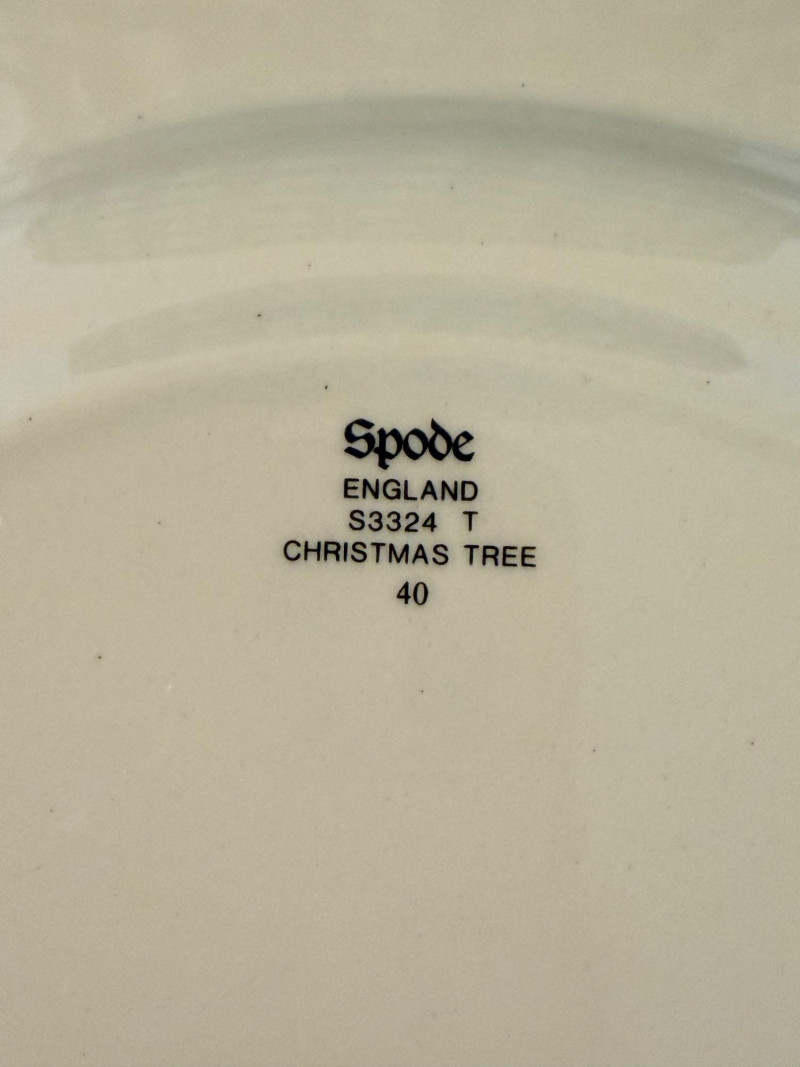 Spode
ENGLAND
S3324 T
CHRISTMAS TREE
40